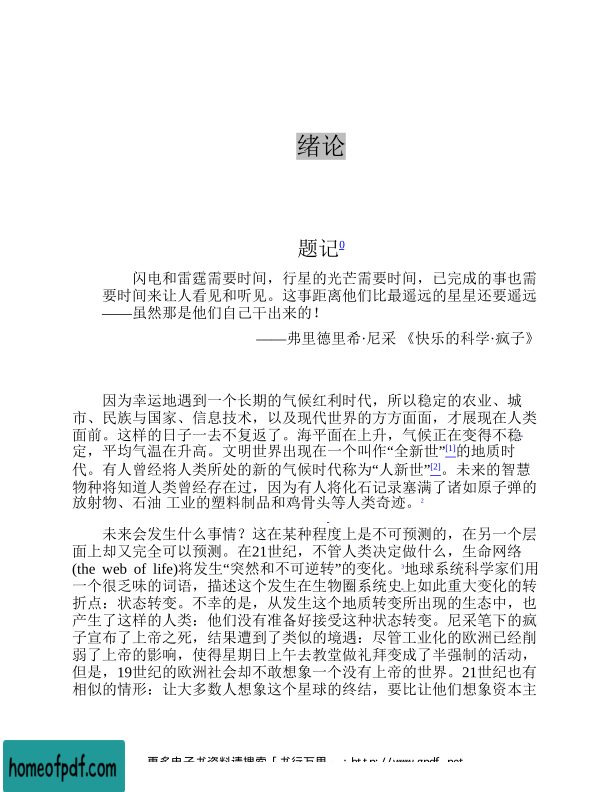 绪论
题记0
闪电和雷霆需要时间，行星的光芒需要时间，已完成的事也需
要时间来让人看见和听见。这事距离他们比最遥远的星星还要遥远
——虽然那是他们自己干出来的！
——弗里德里希·尼采 《快乐的科学·疯子》
因为幸运地遇到一个长期的气候红利时代，所以稳定的农业、城
市、民族与国家、信息技术，以及现代世界的方方面面，才展现在人类
面前。这样的日子一去不复返了。海平面在上升，气候正在变得不稳
定，平均气温在升高。文明世界出现在一个叫作“全新世”[1]的地质时
代。有人曾经将人类所处的新的气候时代称为“人新世”[2]。未来的智慧
物种将知道人类曾经存在过，因为有人将化石记录塞满了诸如原子弹的
放射物、石油 工业的塑料制品和鸡骨头等人类奇迹。2
未来会发生什么事情？这在某种程度上是不可预测的，在另一个层
面上却又完全可以预测。在21世纪，不管人类决定做什么，生命网络
(the web of life)将发生“突然和不可逆转”的变化。3地球系统科学家们用
一个很乏味的词语，描述这个发生在生物圈系统史上如此重大变化的转
折点：状态转变。不幸的是，从发生这个地质转变所出现的生态中，也
产生了这样的人类：他们没有准备好接受这种状态转变。尼采笔下的疯
子宣布了上帝之死，结果遭到了类似的境遇：尽管工业化的欧洲已经削
弱了上帝的影响，使得星期日上午去教堂做礼拜变成了半强制的活动，
但是，19世纪的欧洲社会却不敢想象一个没有上帝的世界。21世纪也有
相似的情形：让大多数人想象这个星球的终结，要比让他们想象资本主
homeofpdf.com